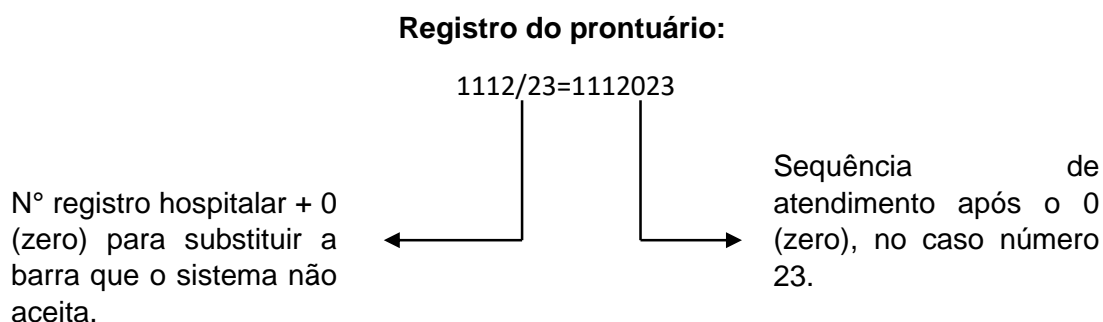 Registro do prontuário:
1112/23=1112023
N° registro hospitalar + 0
(zero) para substituir a
barra que o sistema não
aceita.
Sequência de
atendimento após o 0
(zero), no caso número
23.